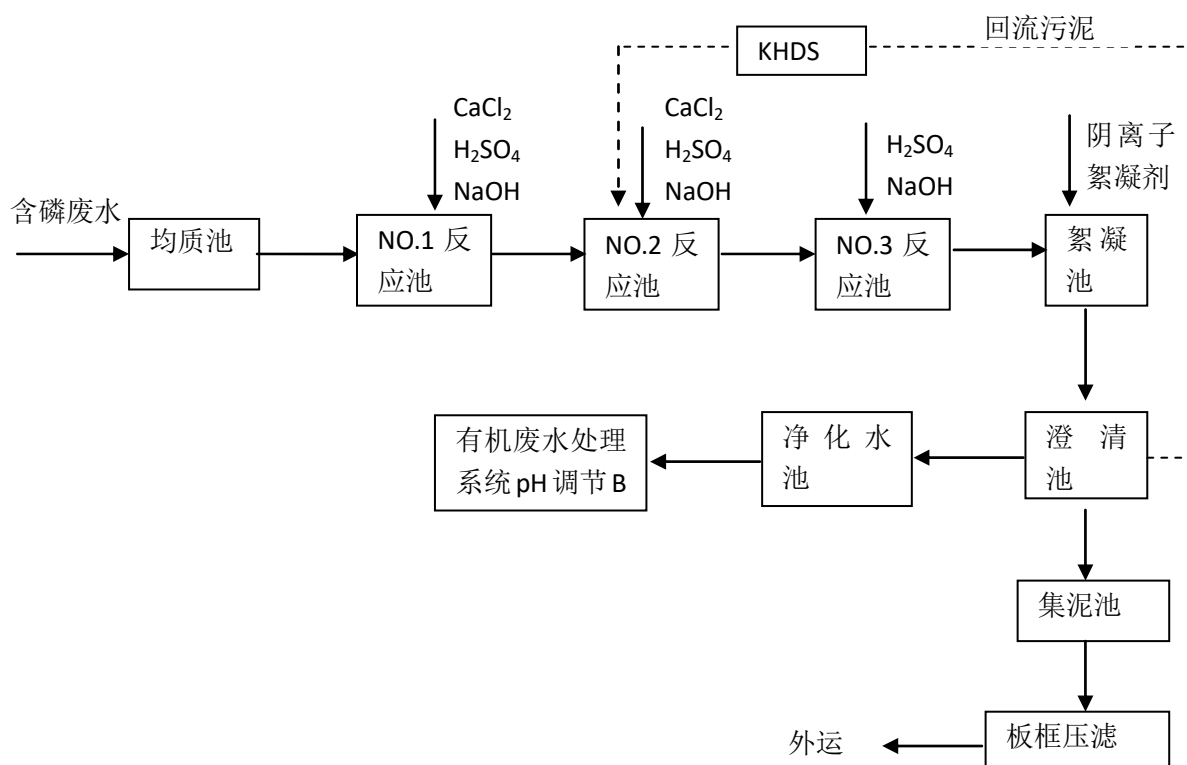 回流污泥
KHDS
CaCl₂
H₂SO₄
NaOH
CaCl₂
H₂SO₄
NaOH
H₂SO₄
NaOH
阴离子
絮凝剂
含磷废水
均质池
NO.1 反
应池
NO.2 反
应池
NO.3 反
应池
絮凝
池
有机废水处理
系统 pH 调节 B
净化水
池
澄清
池
集泥池
板框压滤
外运